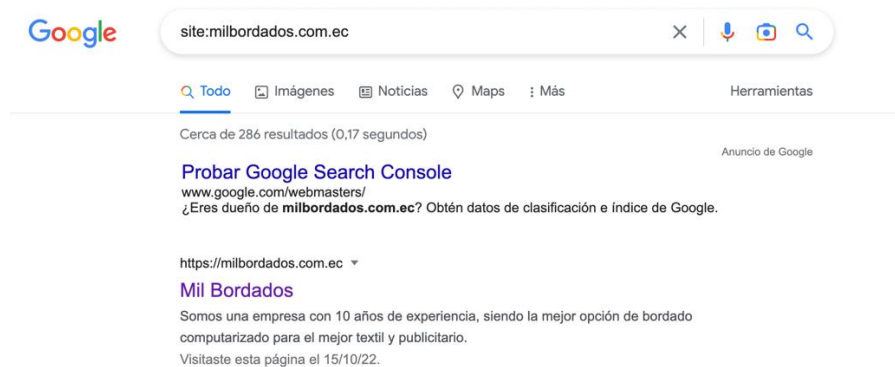 Google
site:milbordados.com.ec
Todo Imágenes Noticias Maps Más Herramientas
Cerca de 286 resultados (0,17 segundos)
Anuncio de Google
Probar Google Search Console
www.google.com/webmasters/
¿Eres dueño de milbordados.com.ec? Obtén datos de clasificación e índice de Google.
https://milbordados.com.ec
Mil Bordados
Somos una empresa con 10 años de experiencia, siendo la mejor opción de bordado
computarizado para el mejor textil y publicitario.
Visitaste esta página el 15/10/22.